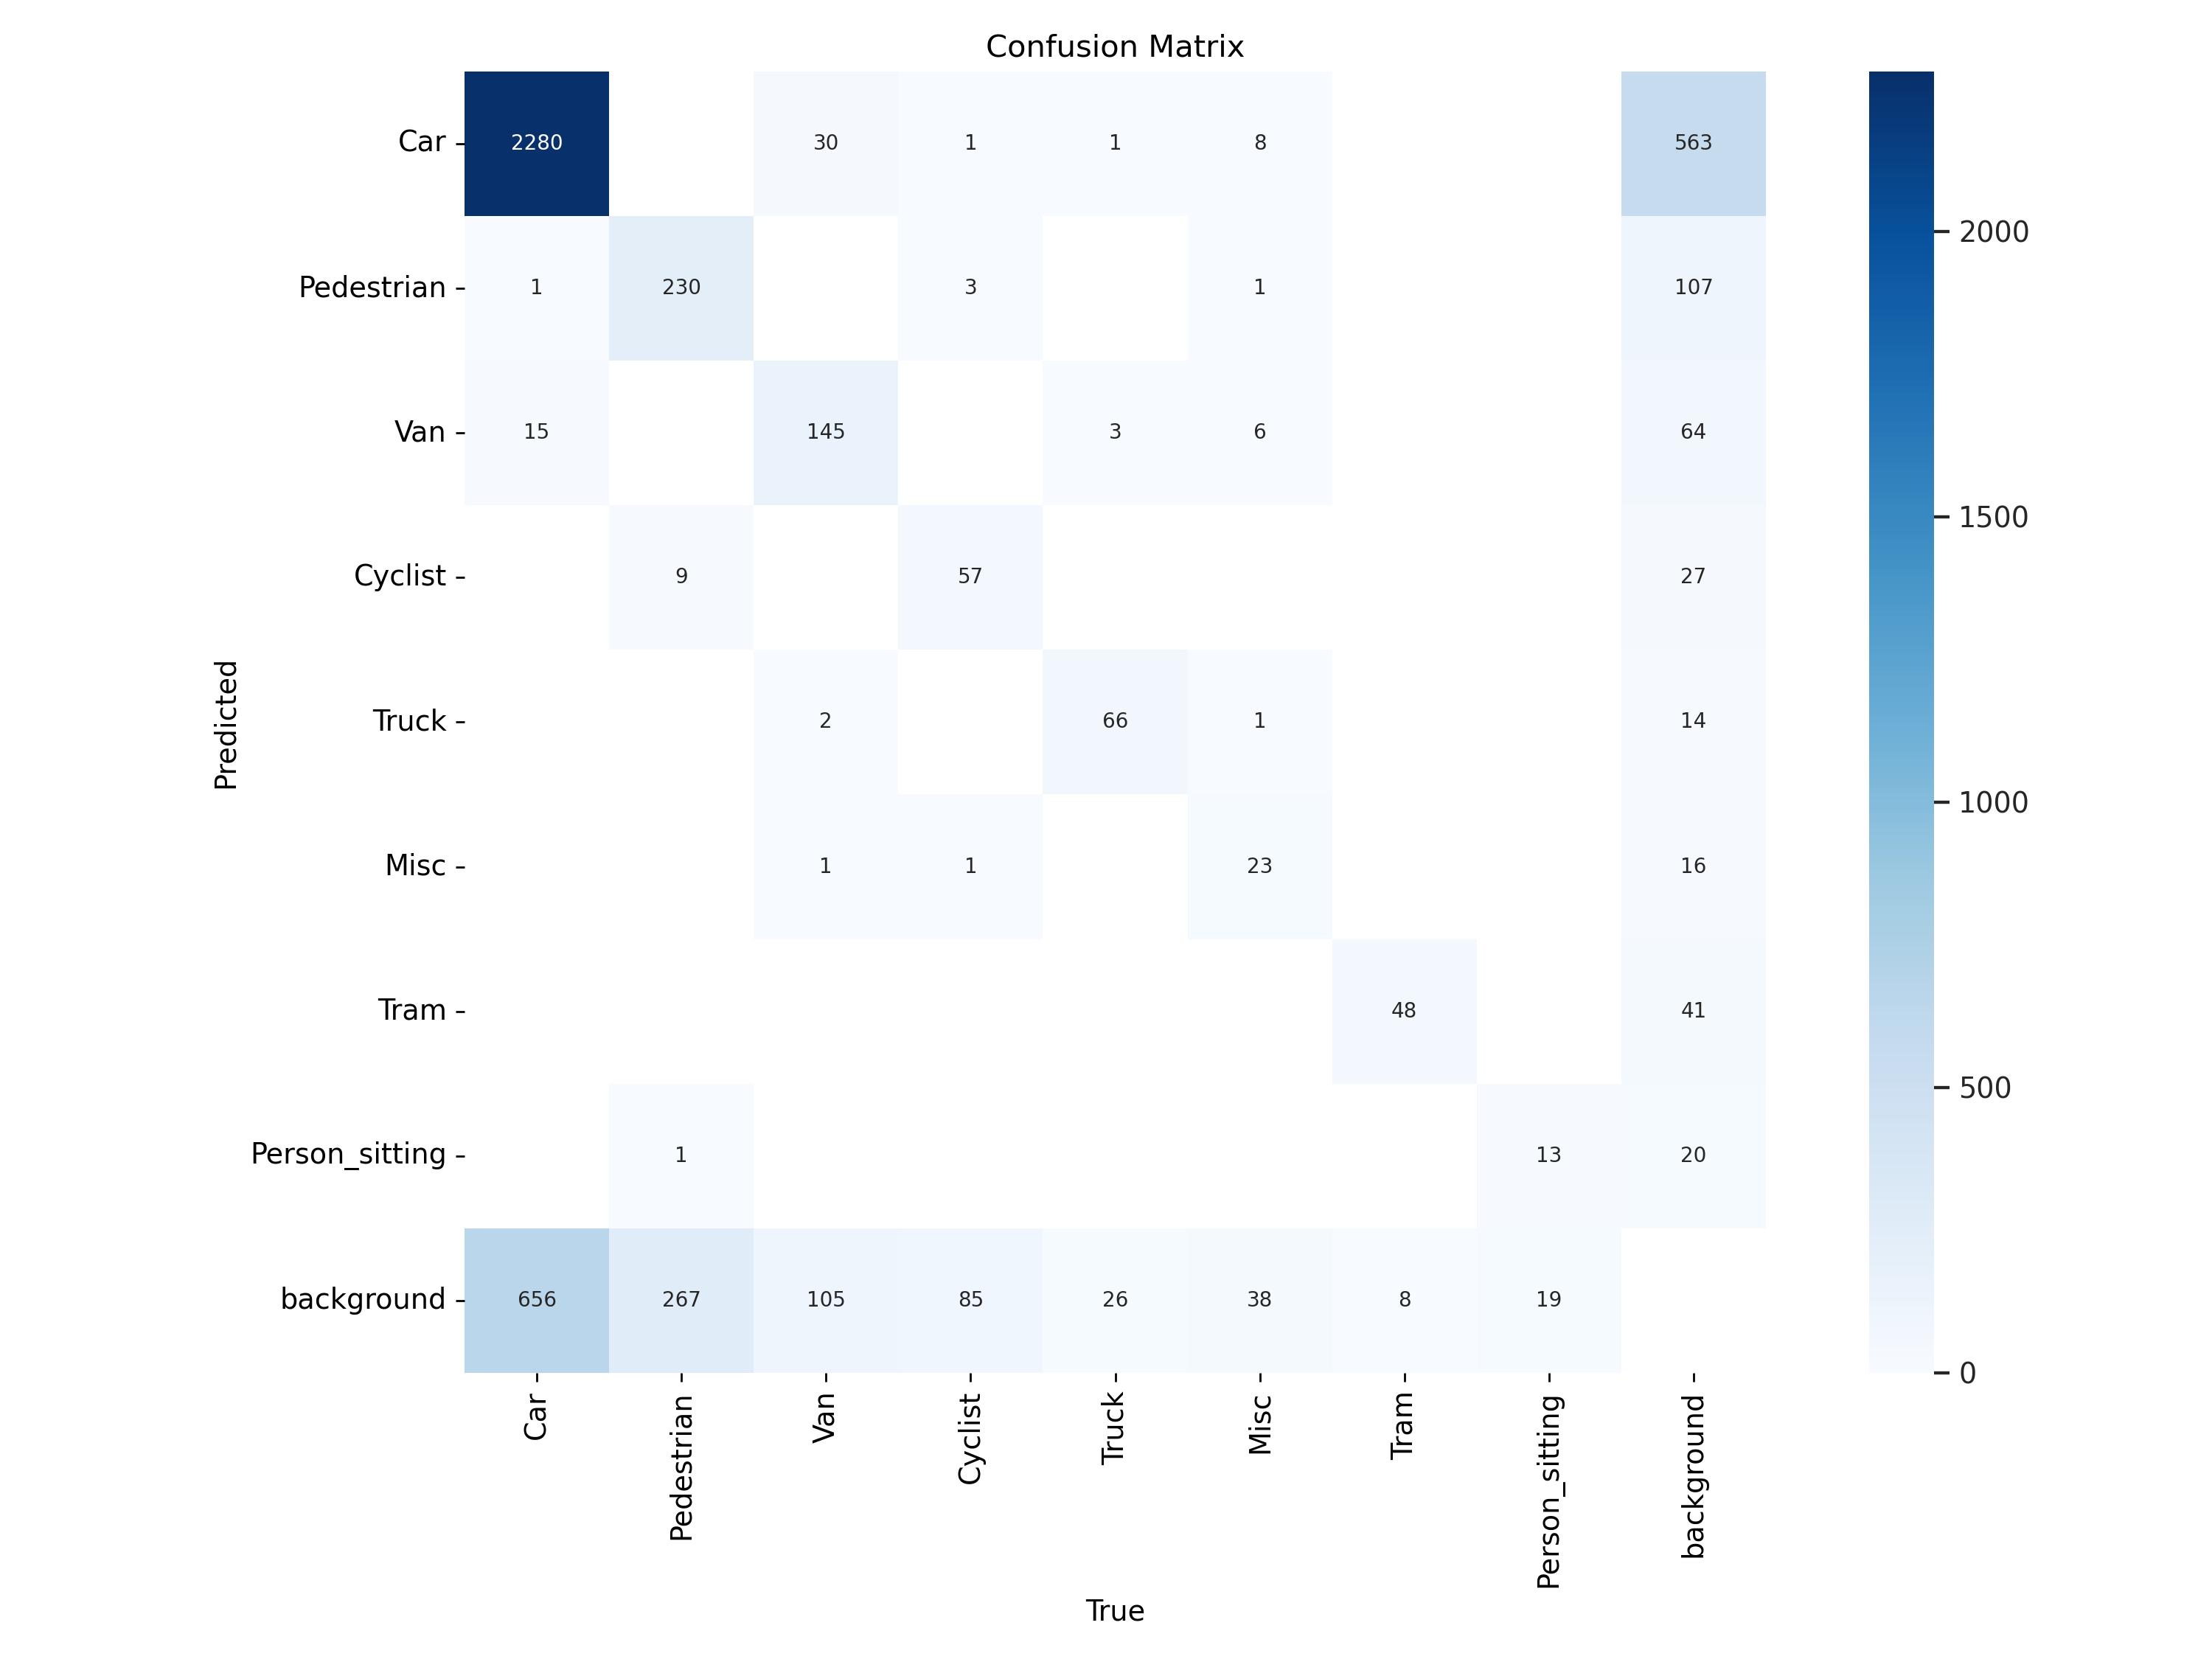 Confusion Matrix
Car
2280
30
1
1
8
563
2000
Pedestrian
1
230
3
1
107
Van
15
145
3
6
64
1500
Cyclist
9
57
27
Predicted
Truck
2
66
1
14
1000
Misc
1
1
23
16
Tram
48
41
500
Person_sitting
1
13
20
background
656
267
105
85
26
38
8
19
0
Car
Pedestrian
Van
Cyclist
Truck
Misc
Tram
Person_sitting
background
True